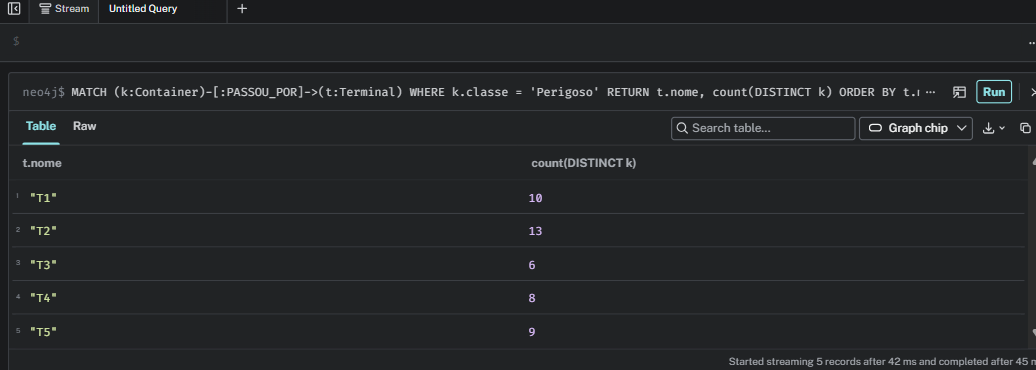 Stream Untitled Query +
$
neo4j$ MATCH (k:Container)-[:PASSOU_POR]->(t:Terminal) WHERE k.classe = 'Perigoso' RETURN t.nome, count(DISTINCT k) ORDER BY t. ··· Run
Table Raw Search table... Graph chip
t.nome count(DISTINCT k)
1 "T1" 10
2 "T2" 13
3 "T3" 6
4 "T4" 8
5 "T5" 9
Started streaming 5 records after 42 ms and completed after 45